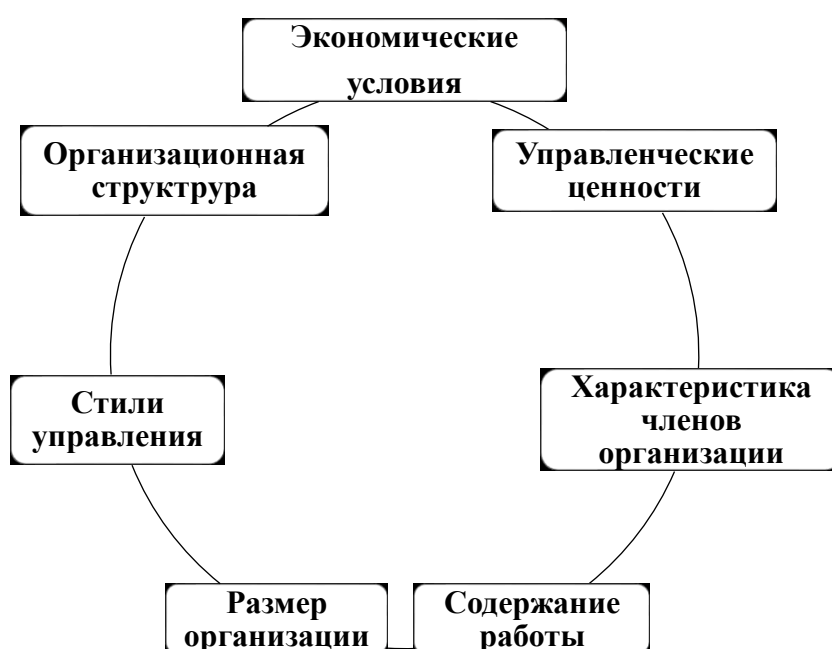 Экономические
условия
Организационная
структрура
Управленческие
ценности
Стили
управления
Характеристика
членов
организации
Размер
организации
Содержание
работы